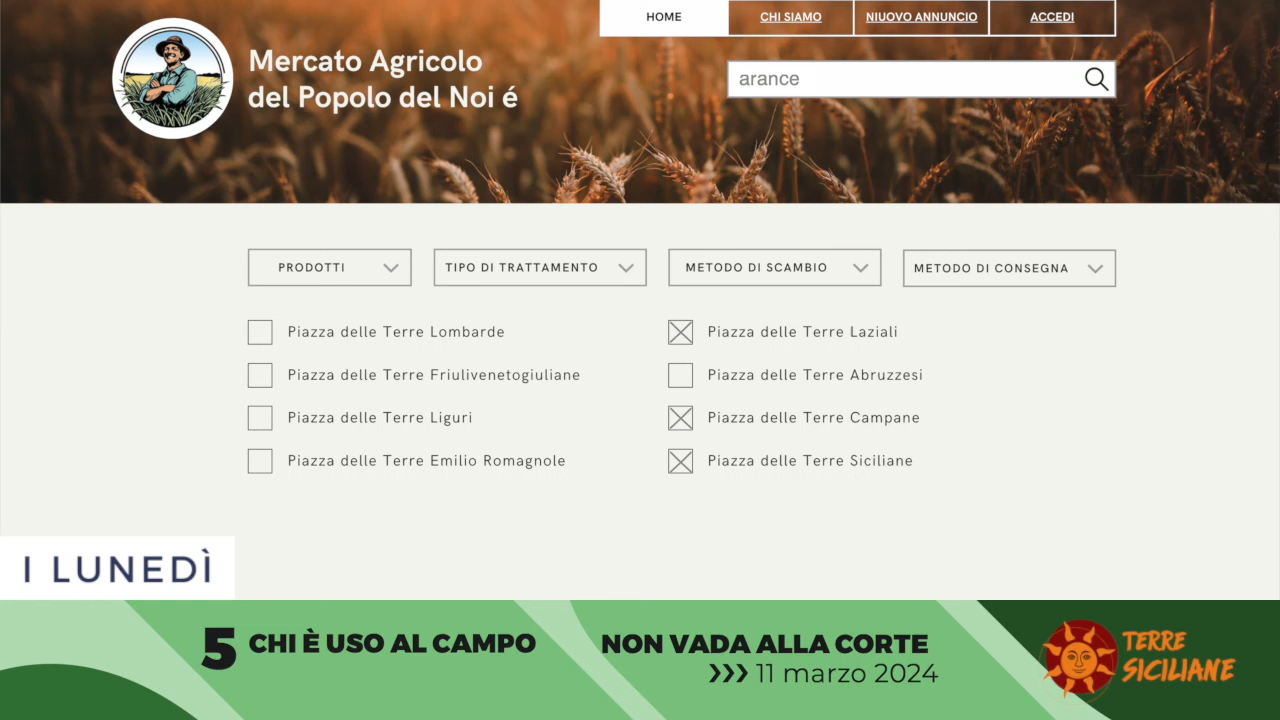 HOME
CHI SIAMO
NIUOVO ANNUNCIO
ACCEDI
Mercato Agricolo
del Popolo del Noi é
arance
PRODOTTI
TIPO DI TRATTAMENTO
METODO DI SCAMBIO
METODO DI CONSEGNA
Piazza delle Terre Lombarde
Piazza delle Terre Laziali
Piazza delle Terre Friulivenetogiuliane
Piazza delle Terre Abruzzesi
Piazza delle Terre Liguri
Piazza delle Terre Campane
Piazza delle Terre Emilio Romagnole
Piazza delle Terre Siciliane
I LUNEDÌ
5 CHI È USO AL CAMPO
NON VADA ALLA CORTE
>>> 11 marzo 2024
TERRE
SICILIANE